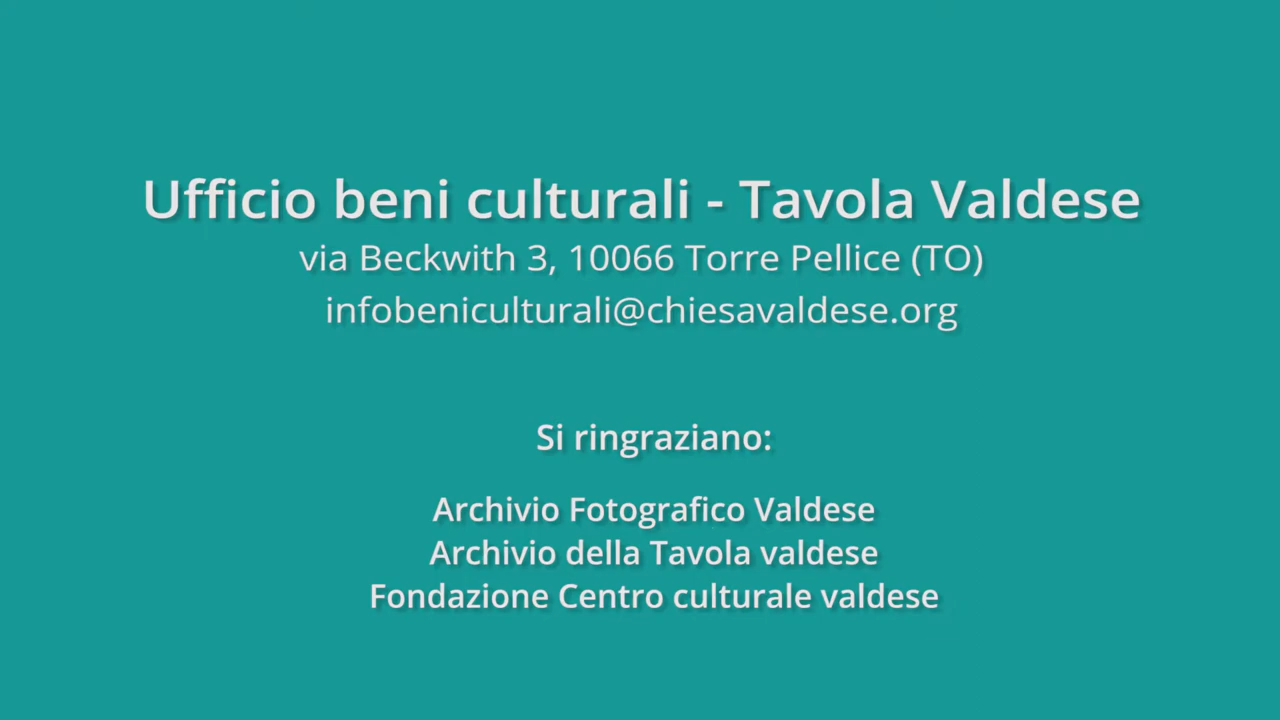 Ufficio beni culturali - Tavola Valdese
via Beckwith 3, 10066 Torre Pellice (TO)
infobeniculturali@chiesavaldese.org
Si ringraziano:
Archivio Fotografico Valdese
Archivio della Tavola valdese
Fondazione Centro culturale valdese